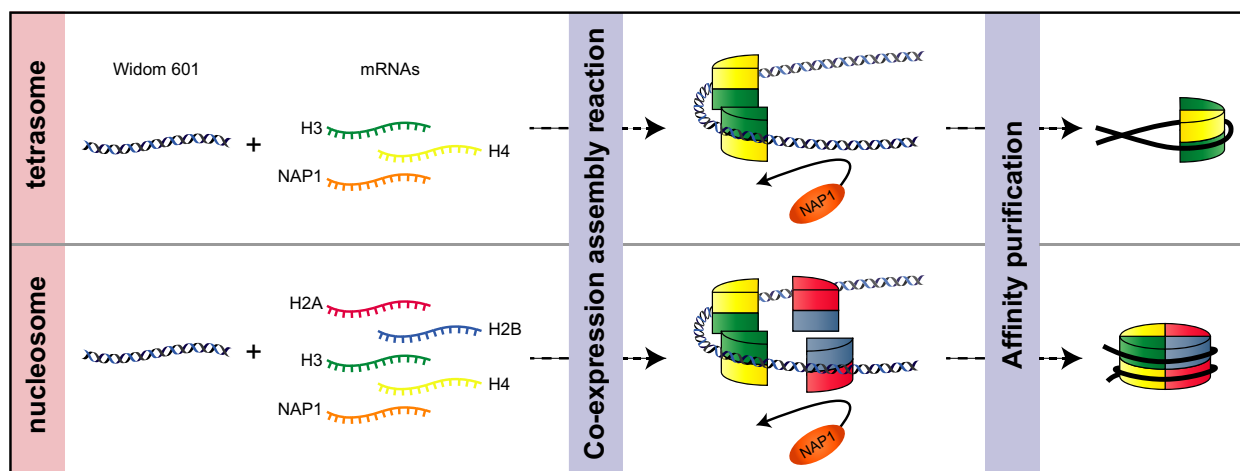 tetrasome
Widom 601
mRNAs
H3
H4
NAP1
Co-expression assembly reaction
NAP1
Affinity purification
nucleosome
H2A
H2B
H3
H4
NAP1
NAP1